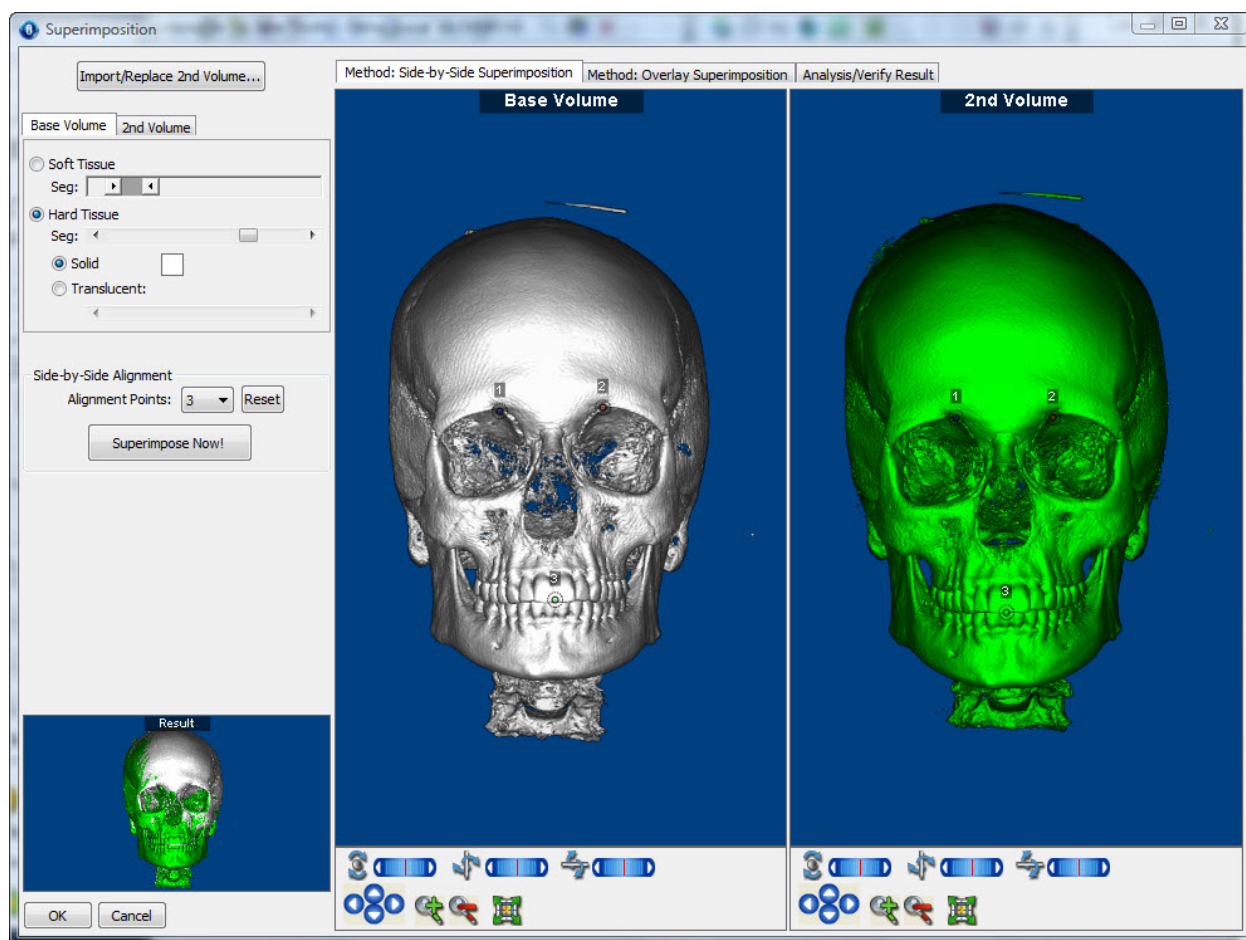 Superimposition
Import/Replace 2nd Volume...
Method: Side-by-Side Superimposition
Method: Overlay Superimposition
Analysis/Verify Result
Base Volume
2nd Volume
Base Volume
2nd Volume
Soft Tissue
Seg:
Hard Tissue
Seg:
Solid
Translucent:
Side-by-Side Alignment
Alignment Points: 3
Reset
Superimpose Now!
1
2
3
1
2
3
Result
OK
Cancel